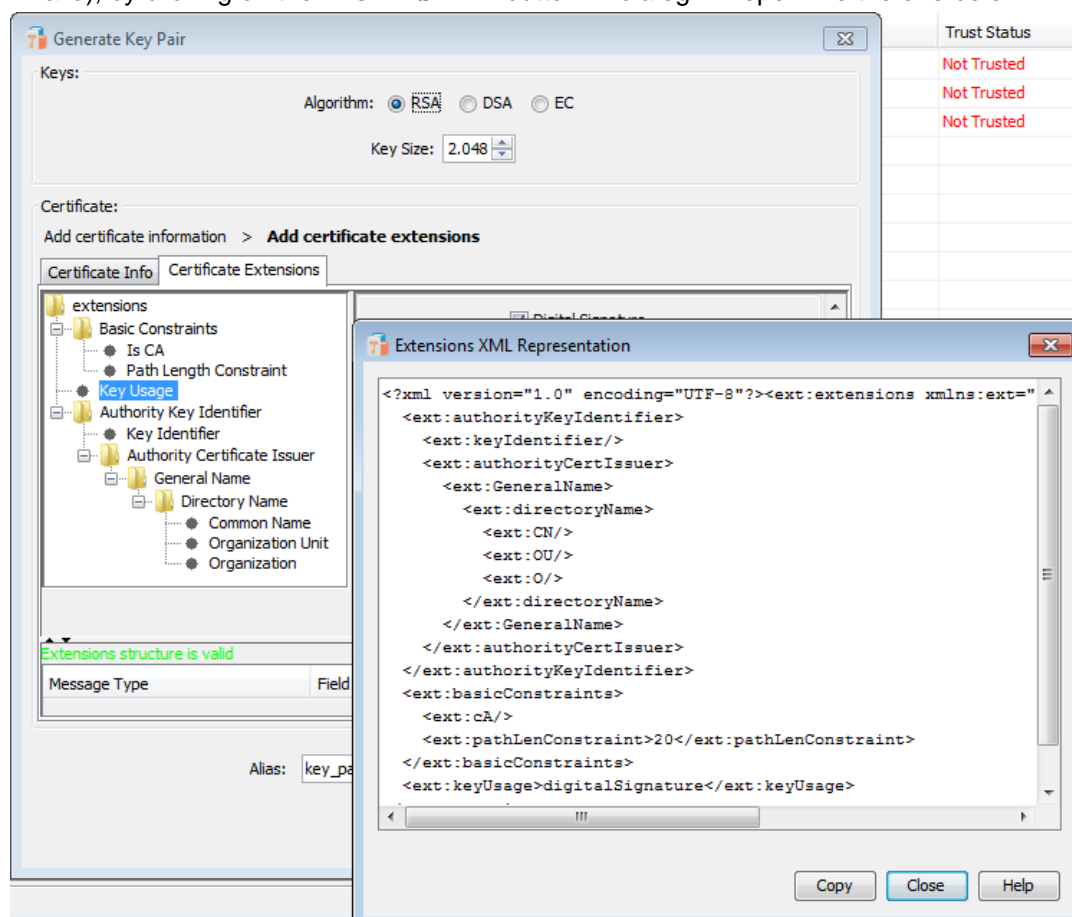 Generate Key Pair
Trust Status
Not Trusted
Not Trusted
Not Trusted
Keys:
Algorithm: RSA DSA EC
Key Size: 2.048
Certificate:
Add certificate information > Add certificate extensions
Certificate Info Certificate Extensions
extensions
Basic Constraints
Is CA
Path Length Constraint
Key Usage
Authority Key Identifier
Key Identifier
Authority Certificate Issuer
General Name
Directory Name
Common Name
Organization Unit
Organization
Digital Signature
Extensions structure is valid
Message Type Field
Alias:
Extensions XML Representation
<?xml version="1.0" encoding="UTF-8"?><ext:extensions xmlns:ext="
<ext:authorityKeyIdentifier>
<ext:keyIdentifier/>
<ext:authorityCertIssuer>
<ext:GeneralName>
<ext:directoryName>
<ext:CN/>
<ext:OU/>
<ext:O/>
</ext:directoryName>
</ext:GeneralName>
</ext:authorityCertIssuer>
</ext:authorityKeyIdentifier>
<ext:basicConstraints>
<ext:cA/>
<ext:pathLenConstraint>20</ext:pathLenConstraint>
</ext:basicConstraints>
<ext:keyUsage>digitalSignature</ext:keyUsage>
Copy Close Help